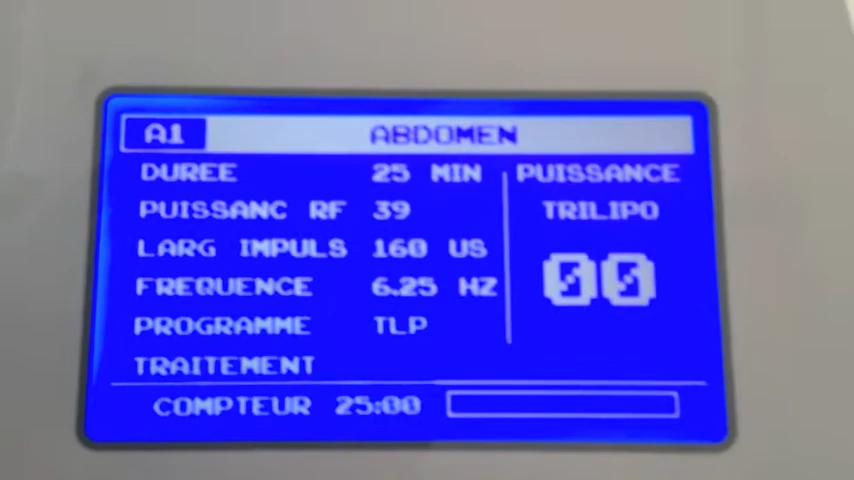 A1 ABDOMEN
DUREE 25 MIN
PUISSANC RF 39
LARG IMPULS 160 US
FREQUENCE 6.25 HZ
PROGRAMME TLP
TRAITEMENT
PUISSANCE
TRILIPO
00
COMPTEUR 25:00